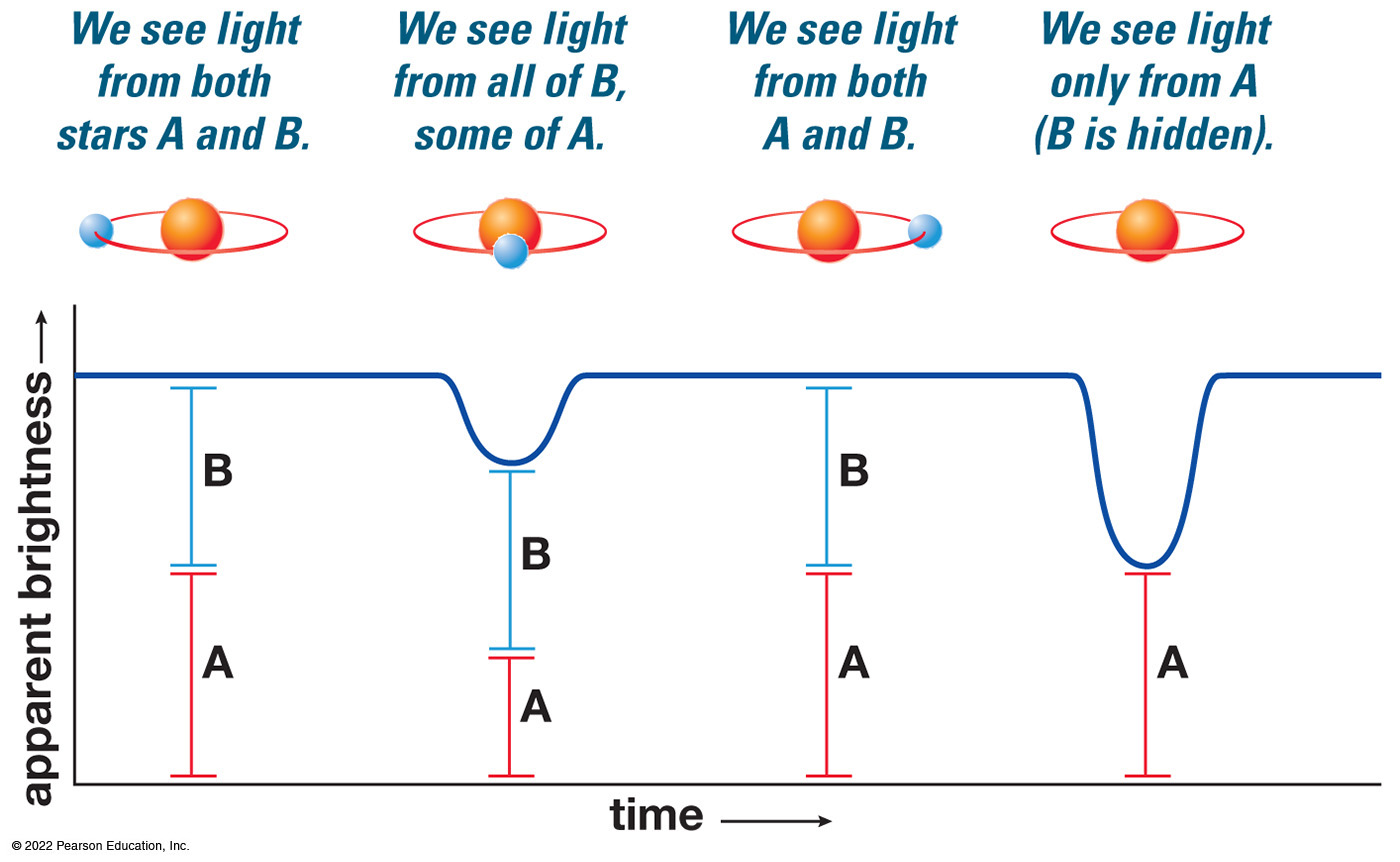 We see light
from both
stars A and B.
We see light
from all of B,
some of A.
We see light
from both
A and B.
We see light
only from A
(B is hidden).
apparent brightness
B
A
B
A
B
A
A
time
© 2022 Pearson Education, Inc.